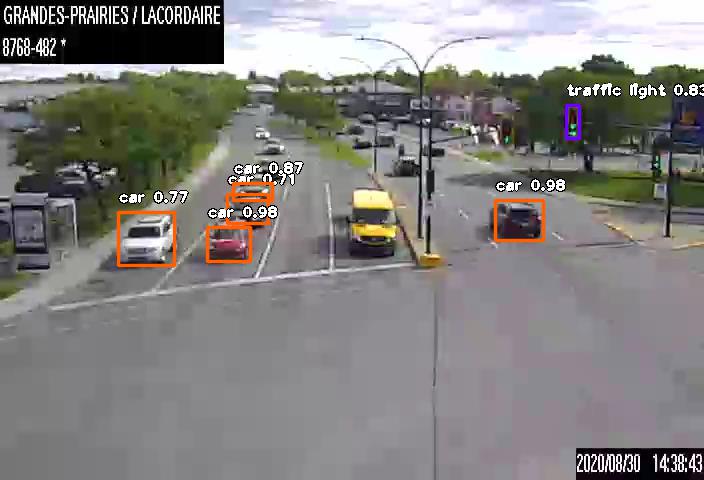 GRANDES-PRAIRIES / LACORDAIRE
8768-482 *
traffic light 0.83
car 0.87
car 0.71
car 0.77
car 0.98
car 0.98
2020/08/30 14:38:43